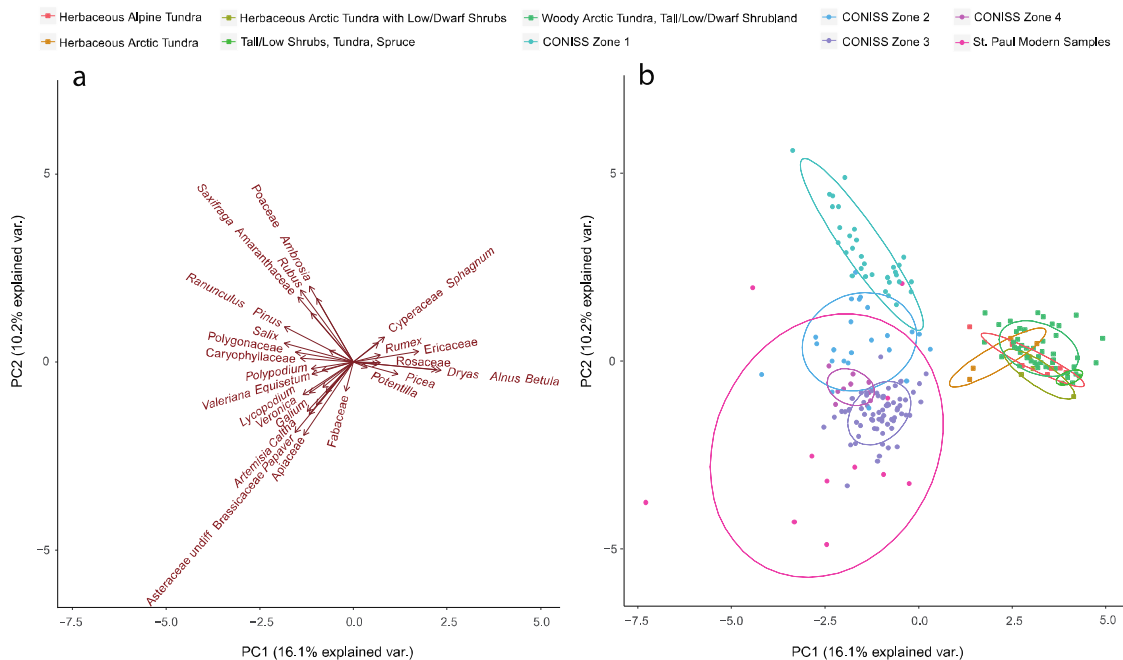 Herbaceous Alpine Tundra
Herbaceous Arctic Tundra with Low/Dwarf Shrubs
Woody Arctic Tundra, Tall/Low/Dwarf Shrubland
CONISS Zone 2
CONISS Zone 4
Herbaceous Arctic Tundra
Tall/Low Shrubs, Tundra, Spruce
CONISS Zone 1
CONISS Zone 3
St. Paul Modern Samples
a
PC2 (10.2% explained var.)
5
0
−5
−7.5
−5.0
−2.5
0.0
2.5
5.0
PC1 (16.1% explained var.)
Saxifraga Amaranthaceae
Poaceae Ambrosia
Rubus
Ranunculus Pinus
Salix
Polygonaceae
Caryophyllaceae
Polypodium
Valeriana Equisetum
Lycopodium
Veronica
Galium
Artemisia Caltha
Asteraceae undiff Brassicaceae Papaver
Apiaceae
Fabaceae
Cyperaceae Sphagnum
Rumex
Ericaceae
Rosaceae
Dryas Alnus Betula
Picea
Potentilla
b
PC2 (10.2% explained var.)
5
0
−5
−5.0
−2.5
0.0
2.5
5.0
PC1 (16.1% explained var.)